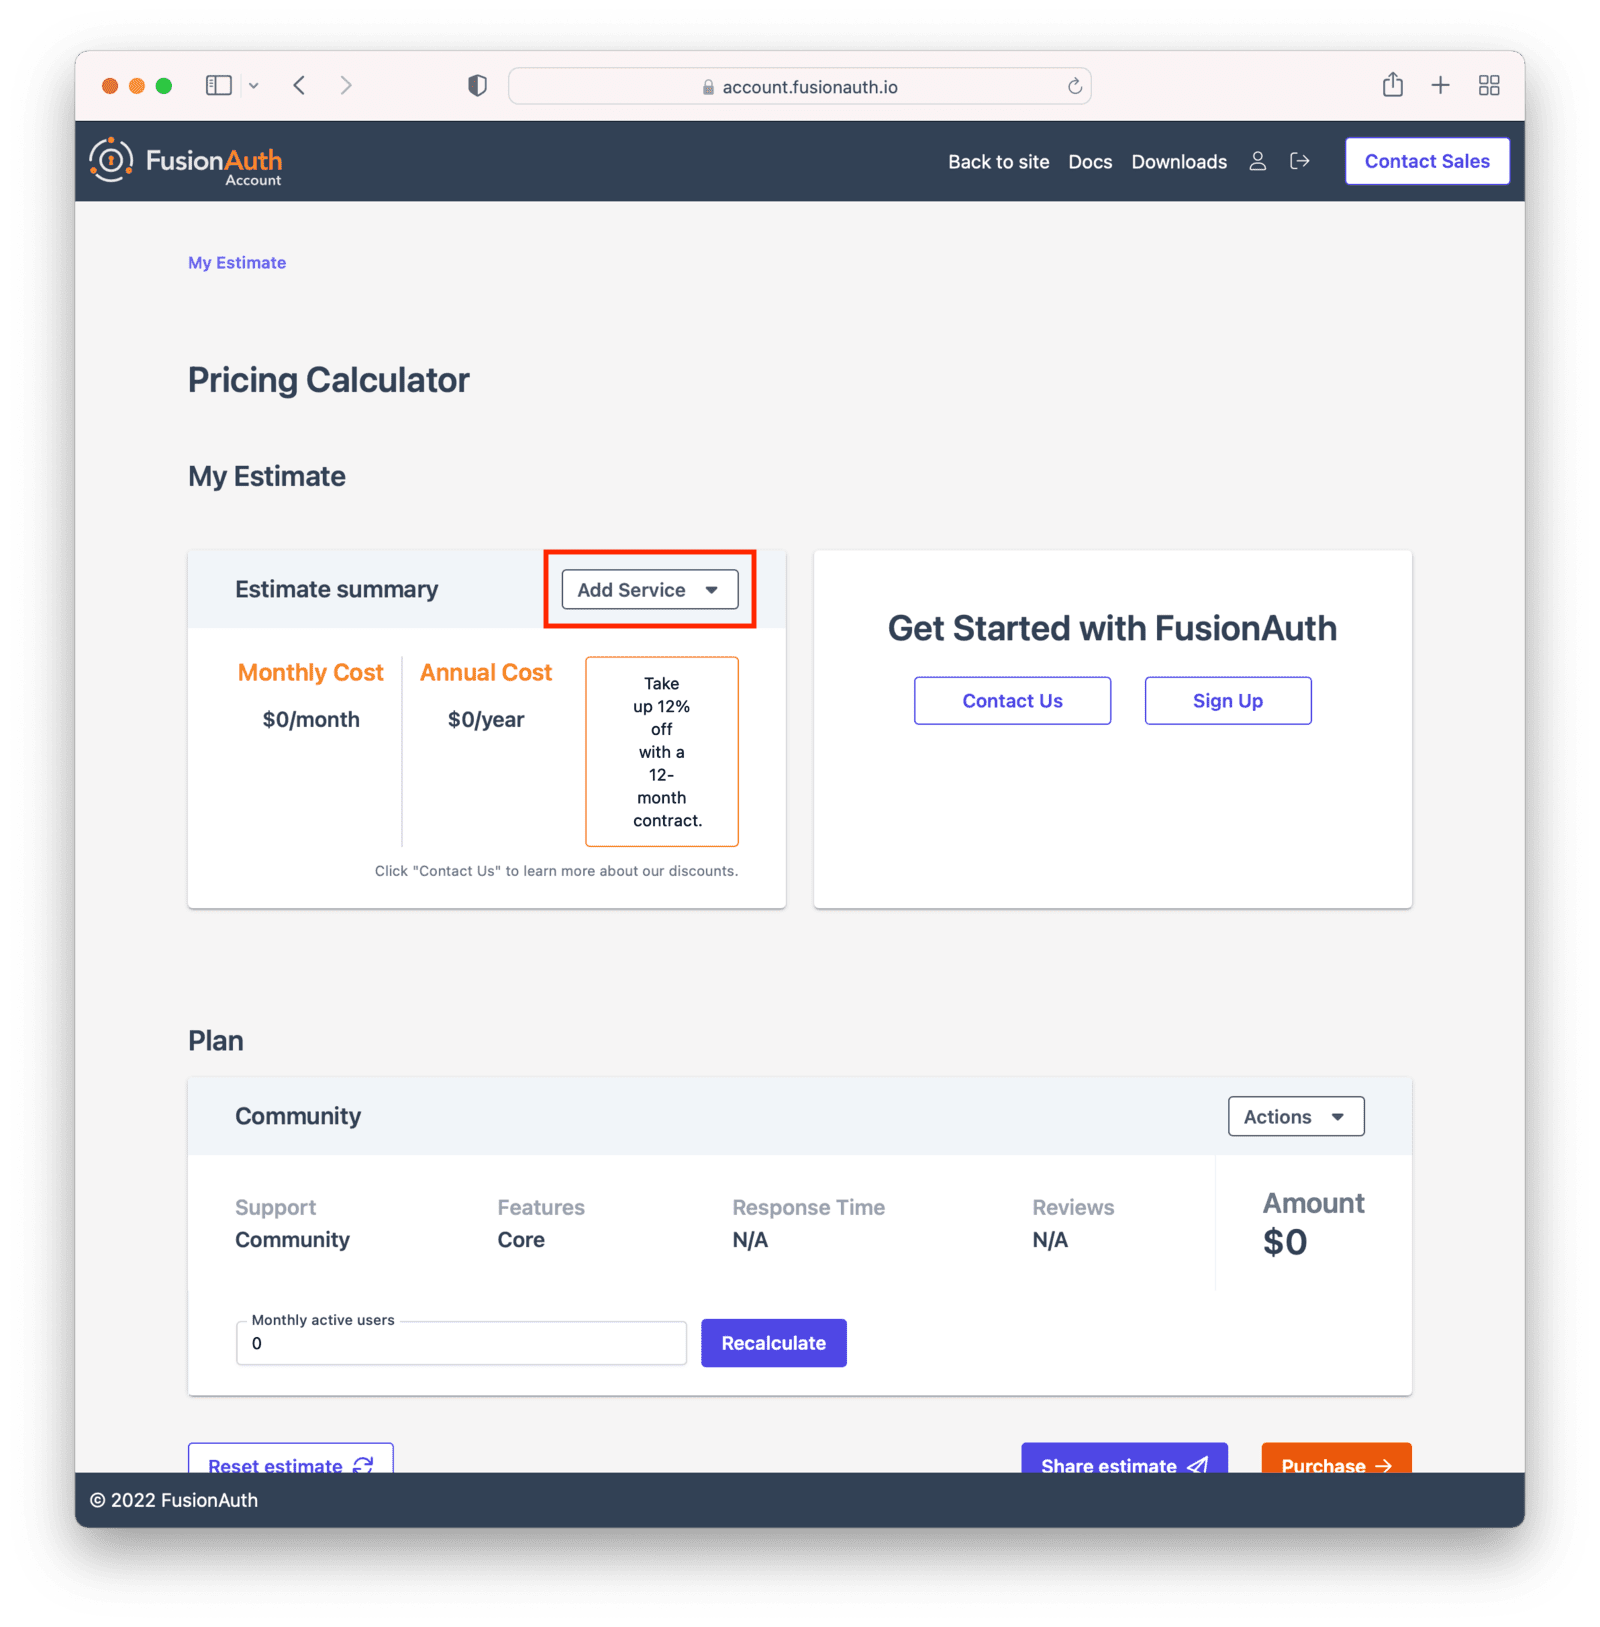 account.fusionauth.io
FusionAuth
Account
Back to site
Docs
Downloads
Contact Sales
My Estimate
Pricing Calculator
My Estimate
Estimate summary
Add Service
Monthly Cost
$0/month
Annual Cost
$0/year
Take
up 12%
off
with a
12-
month
contract.
Click "Contact Us" to learn more about our discounts.
Get Started with FusionAuth
Contact Us
Sign Up
Plan
Community
Actions
Support
Community
Features
Core
Response Time
N/A
Reviews
N/A
Amount
$0
Monthly active users
0
Recalculate
Reset estimate
Share estimate
Purchase
© 2022 FusionAuth